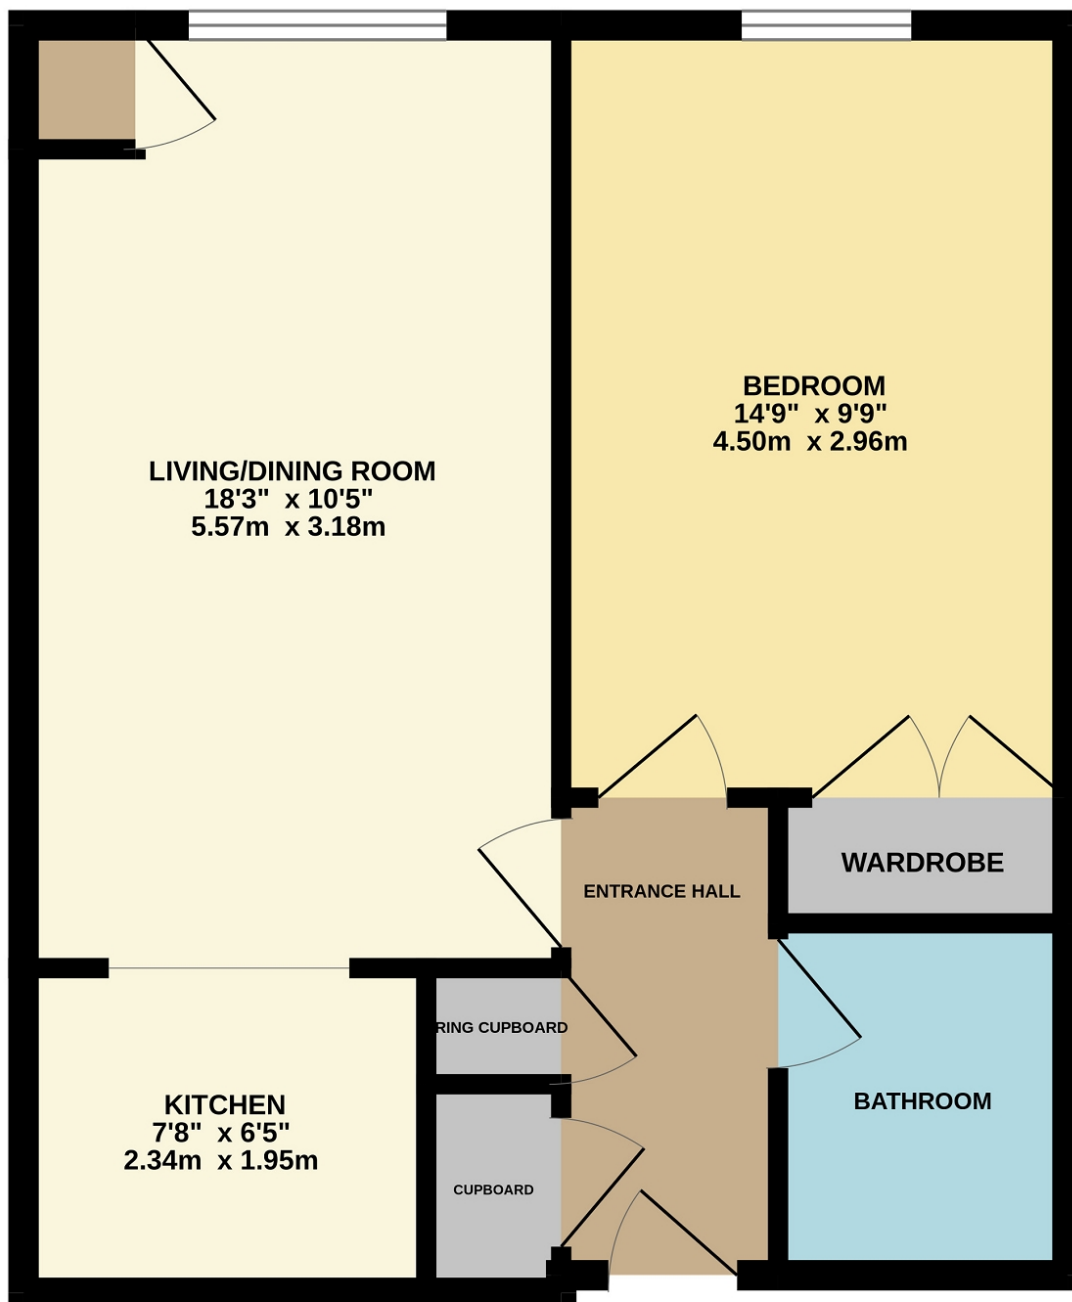 BEDROOM
14'9" x 9'9"
4.50m x 2.96m
LIVING/DINING ROOM
18'3" x 10'5"
5.57m x 3.18m
WARDROBE
ENTRANCE HALL
RING CUPBOARD
BATHROOM
KITCHEN
7'8" x 6'5"
2.34m x 1.95m
CUPBOARD